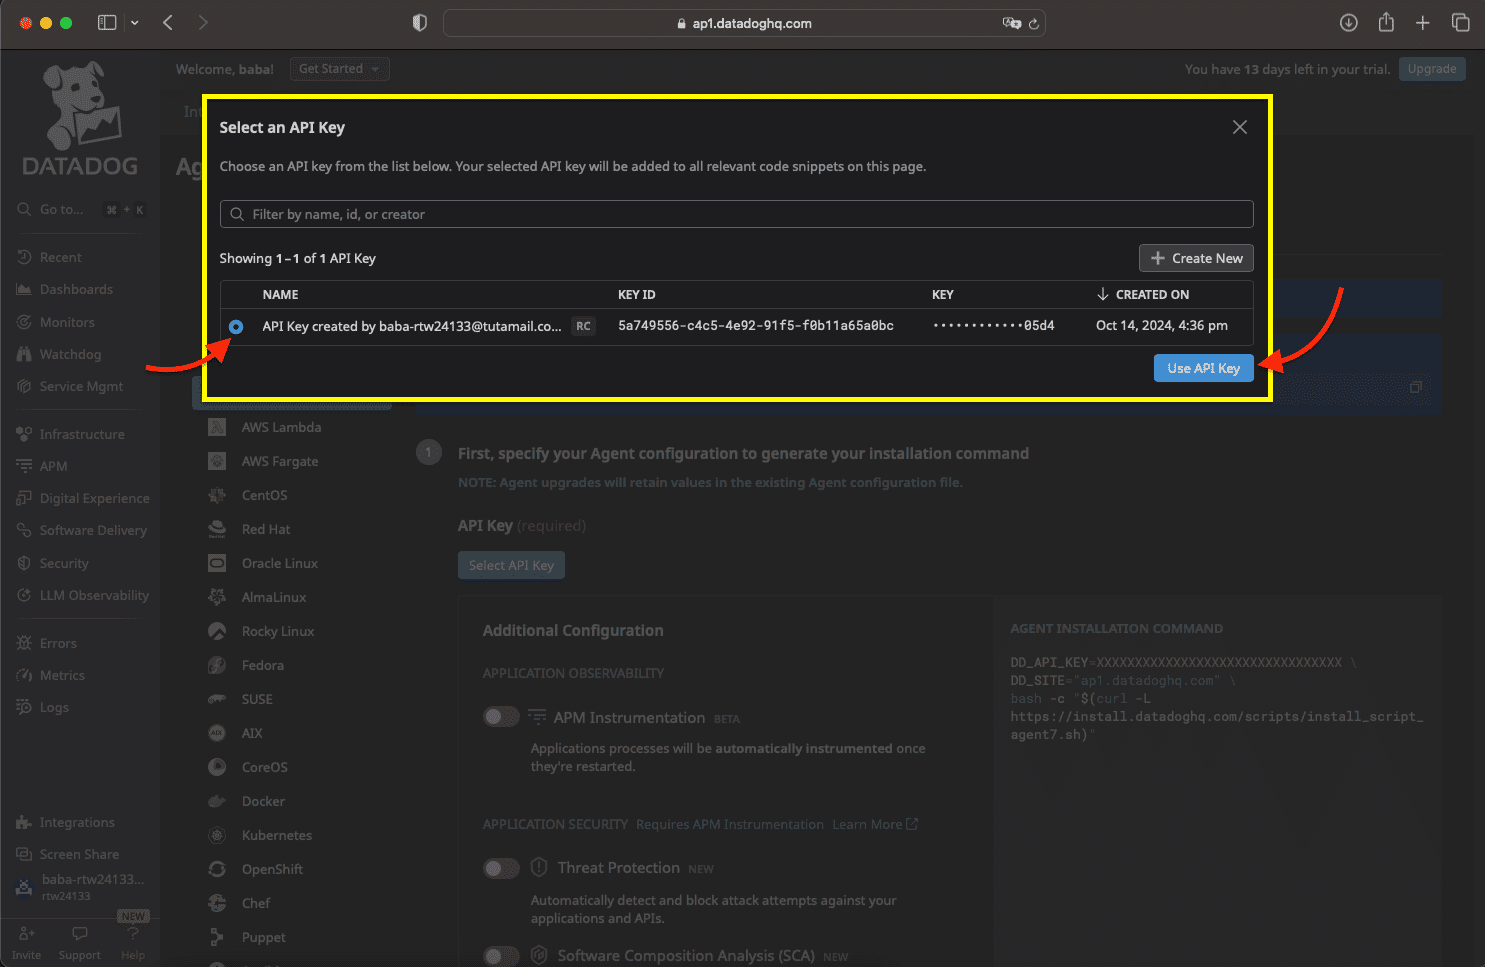 ap1.datadoghq.com
Welcome, baba!
Get Started
You have 13 days left in your trial.
Upgrade
DATADOG
Int
Ag
Select an API Key
Choose an API key from the list below. Your selected API key will be added to all relevant code snippets on this page.
Filter by name, id, or creator
Showing 1–1 of 1 API Key
Create New
NAME KEY ID KEY CREATED ON
API Key created by baba-rtw24133@tutamail.co... RC 5a749556-c4c5-4e92-91f5-f0b11a65a0bc ••••••••••••05d4 Oct 14, 2024, 4:36 pm
Use API Key
Go to... ⌘ + K
Recent
Dashboards
Monitors
Watchdog
Service Mgmt
Infrastructure
APM
Digital Experience
Software Delivery
Security
LLM Observability
Errors
Metrics
Logs
Integrations
Screen Share
baba-rtw24133...
rtw24133
NEW
Invite
Support
Help
AWS Lambda
AWS Fargate
CentOS
Red Hat
Oracle Linux
AlmaLinux
Rocky Linux
Fedora
SUSE
AIX
CoreOS
Docker
Kubernetes
OpenShift
Chef
Puppet
1
First, specify your Agent configuration to generate your installation command
NOTE: Agent upgrades will retain values in the existing Agent configuration file.
API Key (required)
Select API Key
Additional Configuration
APPLICATION OBSERVABILITY
APM Instrumentation BETA
Applications processes will be automatically instrumented once
they're restarted.
APPLICATION SECURITY Requires APM Instrumentation Learn More
Threat Protection NEW
Automatically detect and block attack attempts against your
applications and APIs.
Software Composition Analysis (SCA) NEW
AGENT INSTALLATION COMMAND
DD_API_KEY=XXXXXXXXXXXXXXXXXXXXXXXXXXXXXXXX \
DD_SITE="ap1.datadoghq.com" \
bash -c "$(curl -L
https://install.datadoghq.com/scripts/install_script_
agent7.sh)"